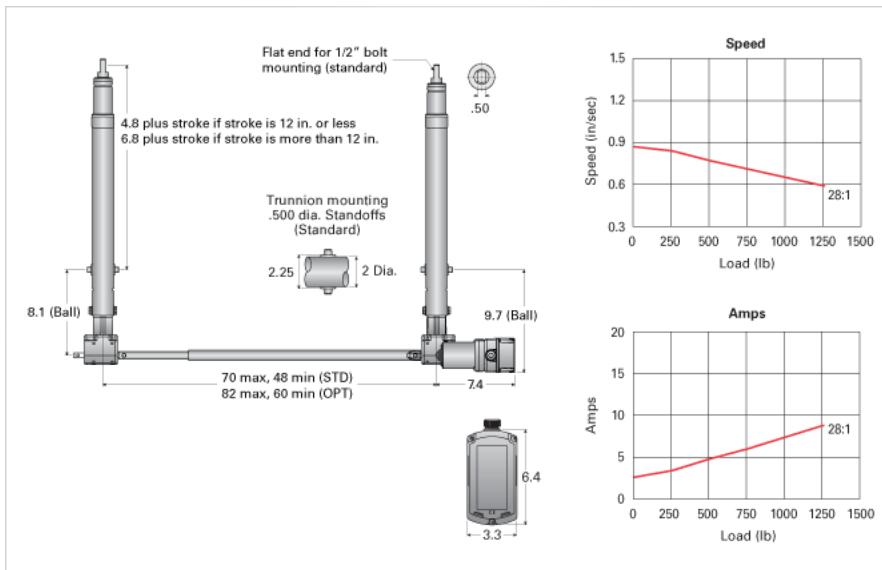 Flat end for 1/2" bolt
mounting (standard)
.50
4.8 plus stroke if stroke is 12 in. or less
6.8 plus stroke if stroke is more than 12 in.
Trunnion mounting
.500 dia. Standoffs
(Standard)
2.25
2 Dia.
8.1 (Ball)
9.7 (Ball)
70 max, 48 min (STD)
82 max, 60 min (OPT)
7.4
6.4
3.3
Speed
Speed (in/sec)
1.5
1.2
0.9
0.6
0.3
28:1
0 250 500 750 1000 1250 1500
Load (lb)
Amps
Amps
20
15
10
5
0
28:1
0 250 500 750 1000 1250 1500
Load (lb)